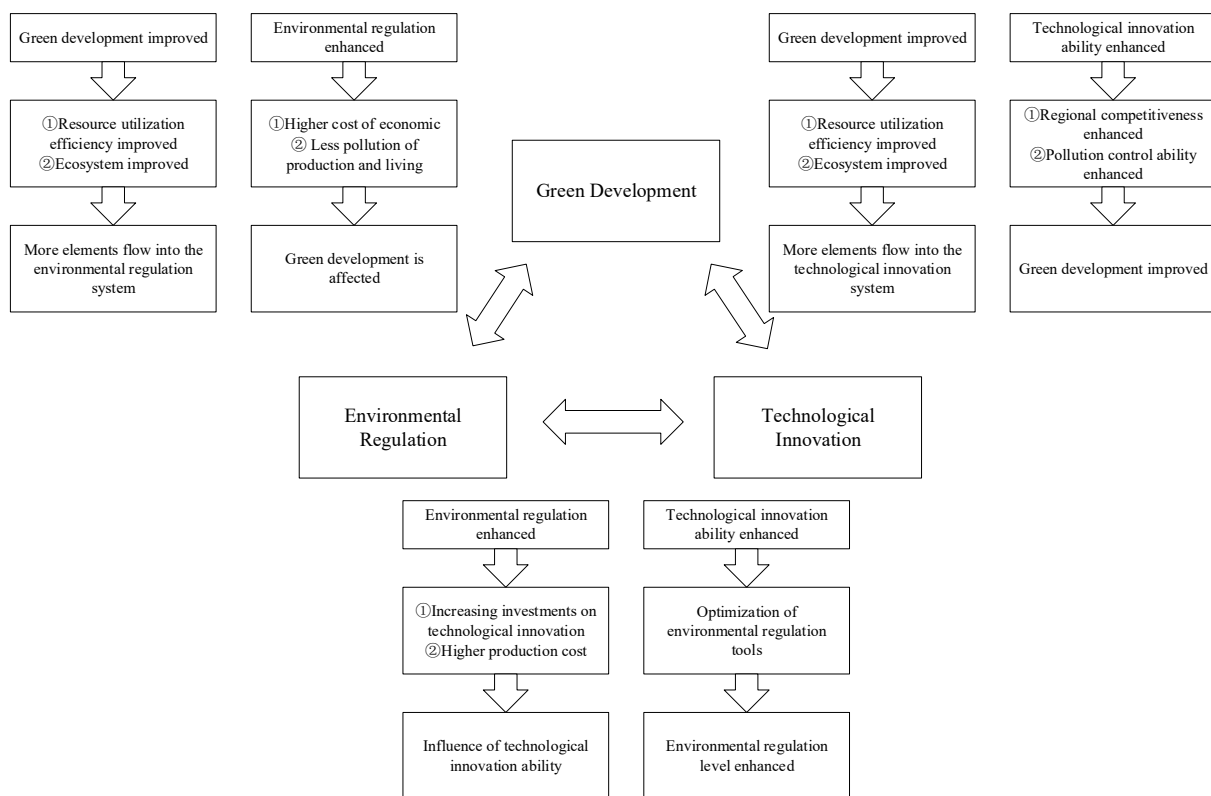 Green development improved
①Resource utilization
efficiency improved
②Ecosystem improved
More elements flow into the
environmental regulation
system
Environmental regulation
enhanced
①Higher cost of economic
② Less pollution of
production and living
Green development is
affected
Green Development
Green development improved
①Resource utilization
efficiency improved
②Ecosystem improved
More elements flow into the
technological innovation
system
Technological innovation
ability enhanced
①Regional competitiveness
enhanced
②Pollution control ability
enhanced
Green development improved
Environmental
Regulation
Technological
Innovation
Environmental regulation
enhanced
①Increasing investments on
technological innovation
②Higher production cost
Influence of technological
innovation ability
Technological innovation
ability enhanced
Optimization of
environmental regulation
tools
Environmental regulation
level enhanced